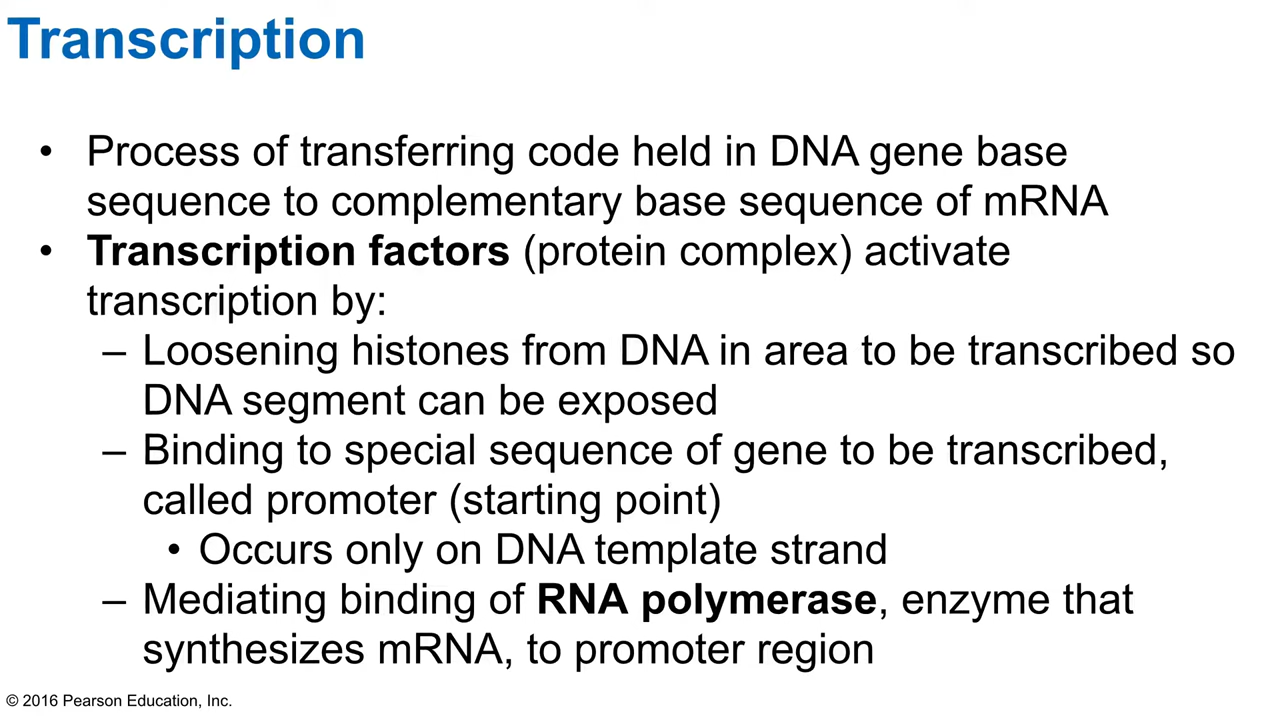 Transcription
• Process of transferring code held in DNA gene base
sequence to complementary base sequence of mRNA
• Transcription factors (protein complex) activate
transcription by:
– Loosening histones from DNA in area to be transcribed so
DNA segment can be exposed
– Binding to special sequence of gene to be transcribed,
called promoter (starting point)
• Occurs only on DNA template strand
– Mediating binding of RNA polymerase, enzyme that
synthesizes mRNA, to promoter region
© 2016 Pearson Education, Inc.